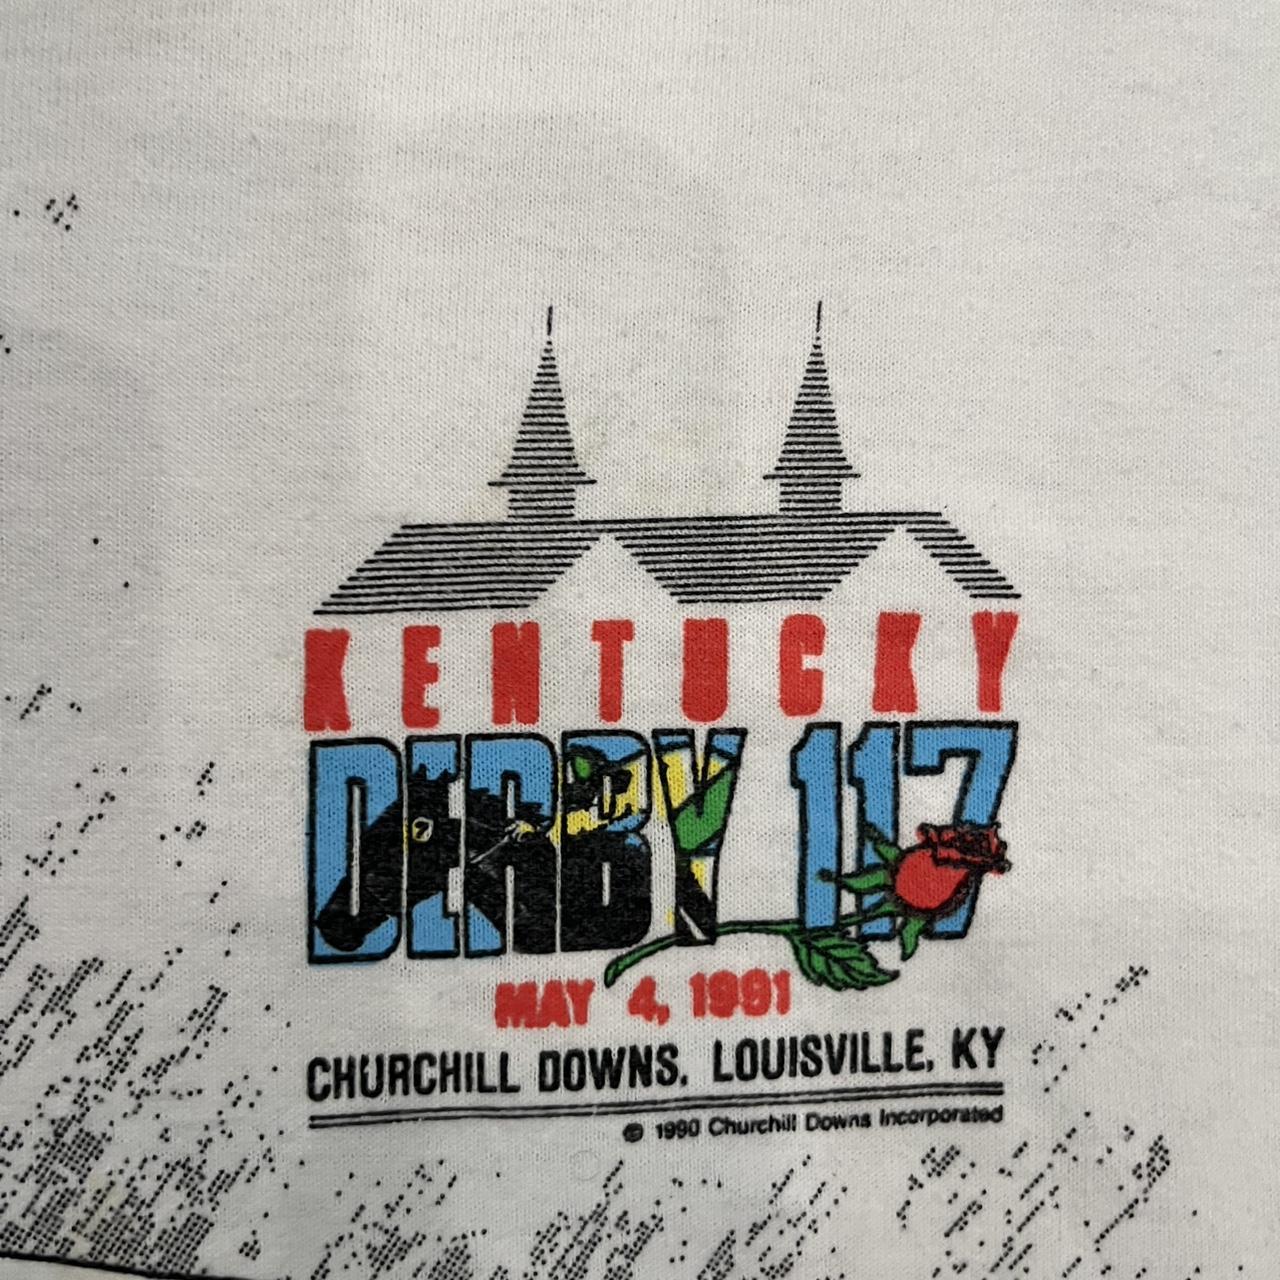 KENTUCKY
DERBY 117
MAY 4, 1991
CHURCHILL DOWNS, LOUISVILLE, KY
© 1990 Churchill Downs Incorporated